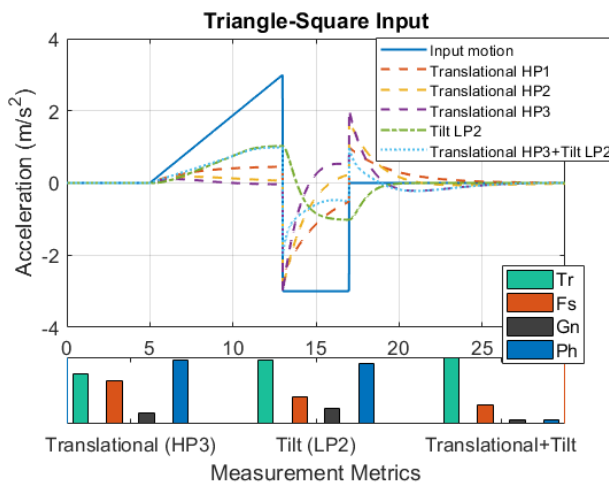 Triangle-Square Input
Acceleration (m/s²)
4
2
0
-2
-4
Input motion
Translational HP1
Translational HP2
Translational HP3
Tilt LP2
Translational HP3+Tilt LP2
Tr
Fs
Gn
Ph
0 5 10 15 20 25
Translational (HP3) Tilt (LP2) Translational+Tilt
Measurement Metrics